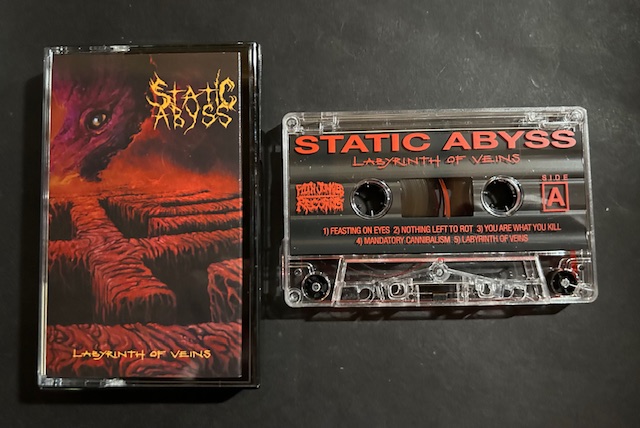 STATIC
ABYSS
LABYRINTH OF VEINS
STATIC ABYSS
LABYRINTH OF VEINS
RECORDS
SIDE
A
1) FEASTING ON EYES 2) NOTHING LEFT TO ROT 3) YOU ARE WHAT YOU KILL
4) MANDATORY CANNIBALISM 5) LABYRINTH OF VEINS